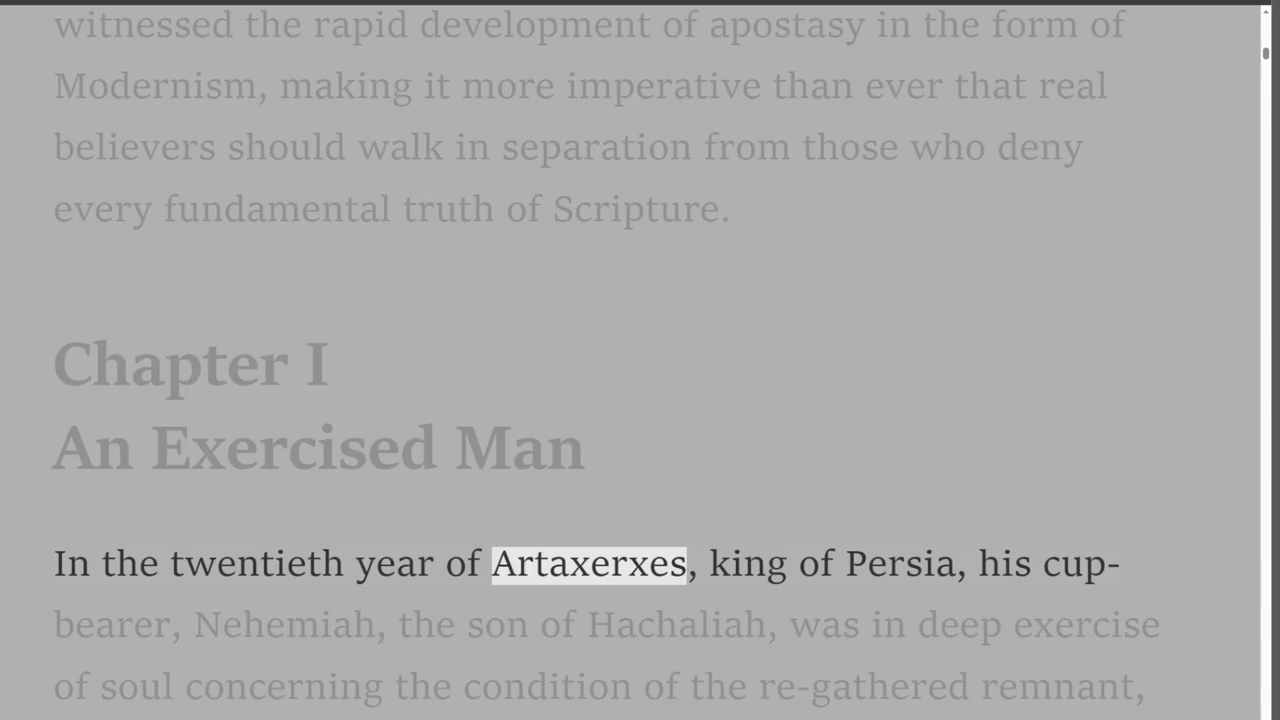 witnessed the rapid development of apostasy in the form of
Modernism, making it more imperative than ever that real
believers should walk in separation from those who deny
every fundamental truth of Scripture.
Chapter I
An Exercised Man
In the twentieth year of Artaxerxes, king of Persia, his cup-
bearer, Nehemiah, the son of Hachaliah, was in deep exercise
of soul concerning the condition of the re-gathered remnant,